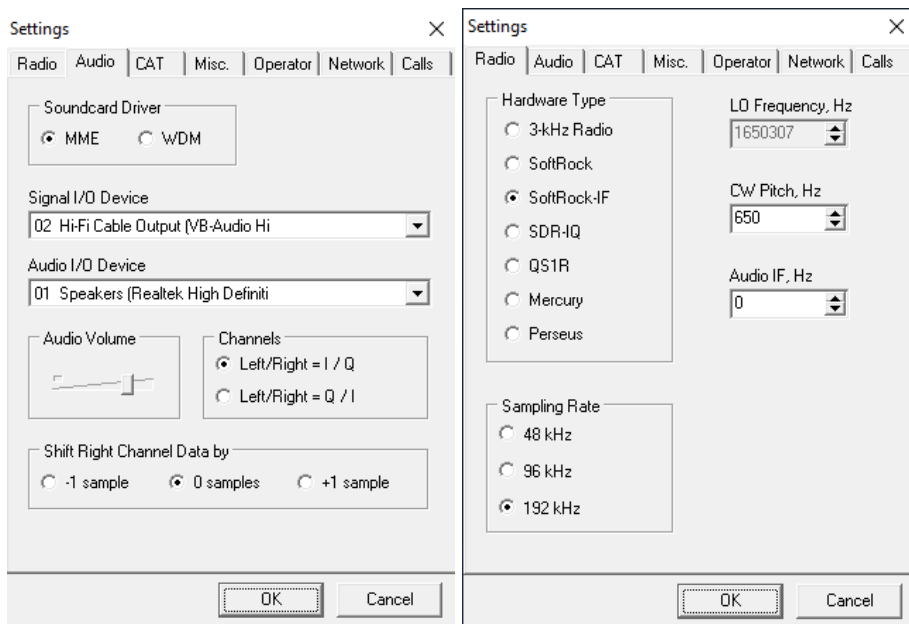 Settings
Radio Audio CAT Misc. Operator Network Calls
Soundcard Driver
MME WDM
Signal I/O Device
02 Hi-Fi Cable Output (VB-Audio Hi
Audio I/O Device
01 Speakers (Realtek High Definiti
Audio Volume
Channels
Left/Right = I / Q
Left/Right = Q / I
Shift Right Channel Data by
-1 sample 0 samples +1 sample
OK Cancel
Settings
Radio Audio CAT Misc. Operator Network Calls
Hardware Type
3-kHz Radio
SoftRock
SoftRock-IF
SDR-IQ
QS1R
Mercury
Perseus
LO Frequency, Hz
1650307
CW Pitch, Hz
650
Audio IF, Hz
0
Sampling Rate
48 kHz
96 kHz
192 kHz
OK Cancel